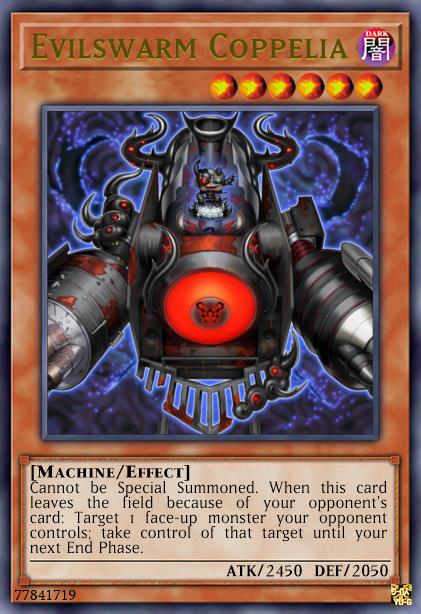 Evilswarm Coppelia
DARK
闇
[Machine/Effect]
Cannot be Special Summoned. When this card
leaves the field because of your opponent's
card: Target 1 face-up monster your opponent
controls; take control of that target until your
next End Phase.
ATK/2450 DEF/2050
77841719